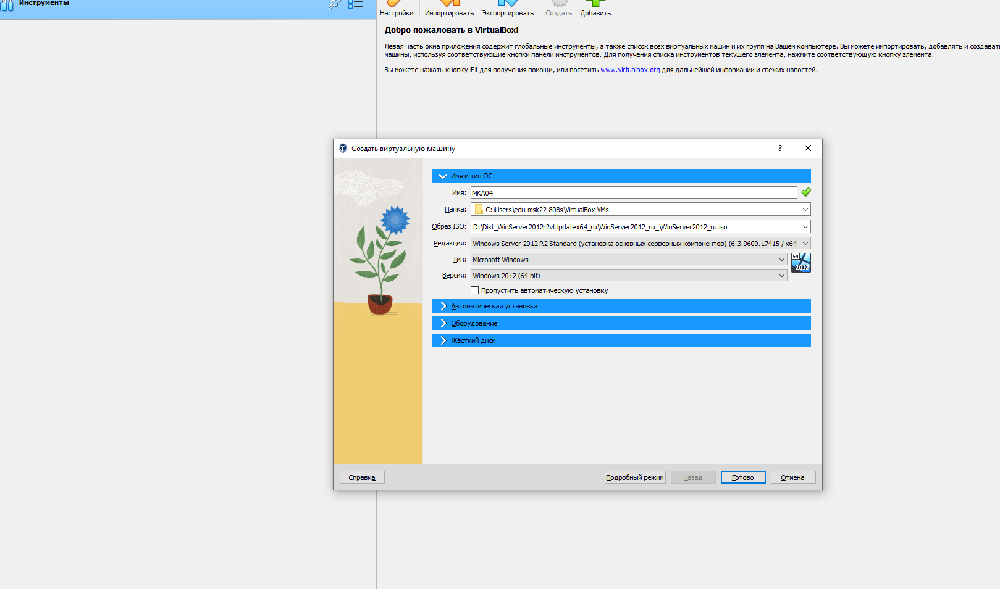 Инструменты
Настройки Импортировать Экспортировать Создать Добавить
Добро пожаловать в VirtualBox!
Левая часть окна приложения содержит глобальные инструменты, а также список всех виртуальных машин и их групп на Вашем компьютере. Вы можете импортировать, добавлять и создавать
машины, используя соответствующие кнопки панели инструментов. Для получения списка инструментов текущего элемента, нажмите соответствующую кнопку элемента.
Вы можете нажать кнопку F1 для получения помощи, или посетить www.virtualbox.org для дальнейшей информации и свежих новостей.
Создать виртуальную машину
?
Имя и тип ОС
Имя: MKA04
Папка: C:\Users\edu-msk22-808s\VirtualBox VMs
Образ ISO: D:\Dist_WinServer2012r2vlUpdatex64_ru\WinServer2012_ru_\WinServer2012_ru.iso
Редакция: Windows Server 2012 R2 Standard (установка основных серверных компонентов) (6.3.9600.17415 / x64
Тип: Microsoft Windows
64
2012
Версия: Windows 2012 (64-bit)
Пропустить автоматическую установку
Автоматическая установка
Оборудование
Жёсткий диск
Справка Подробный режим Назад Готово Отмена